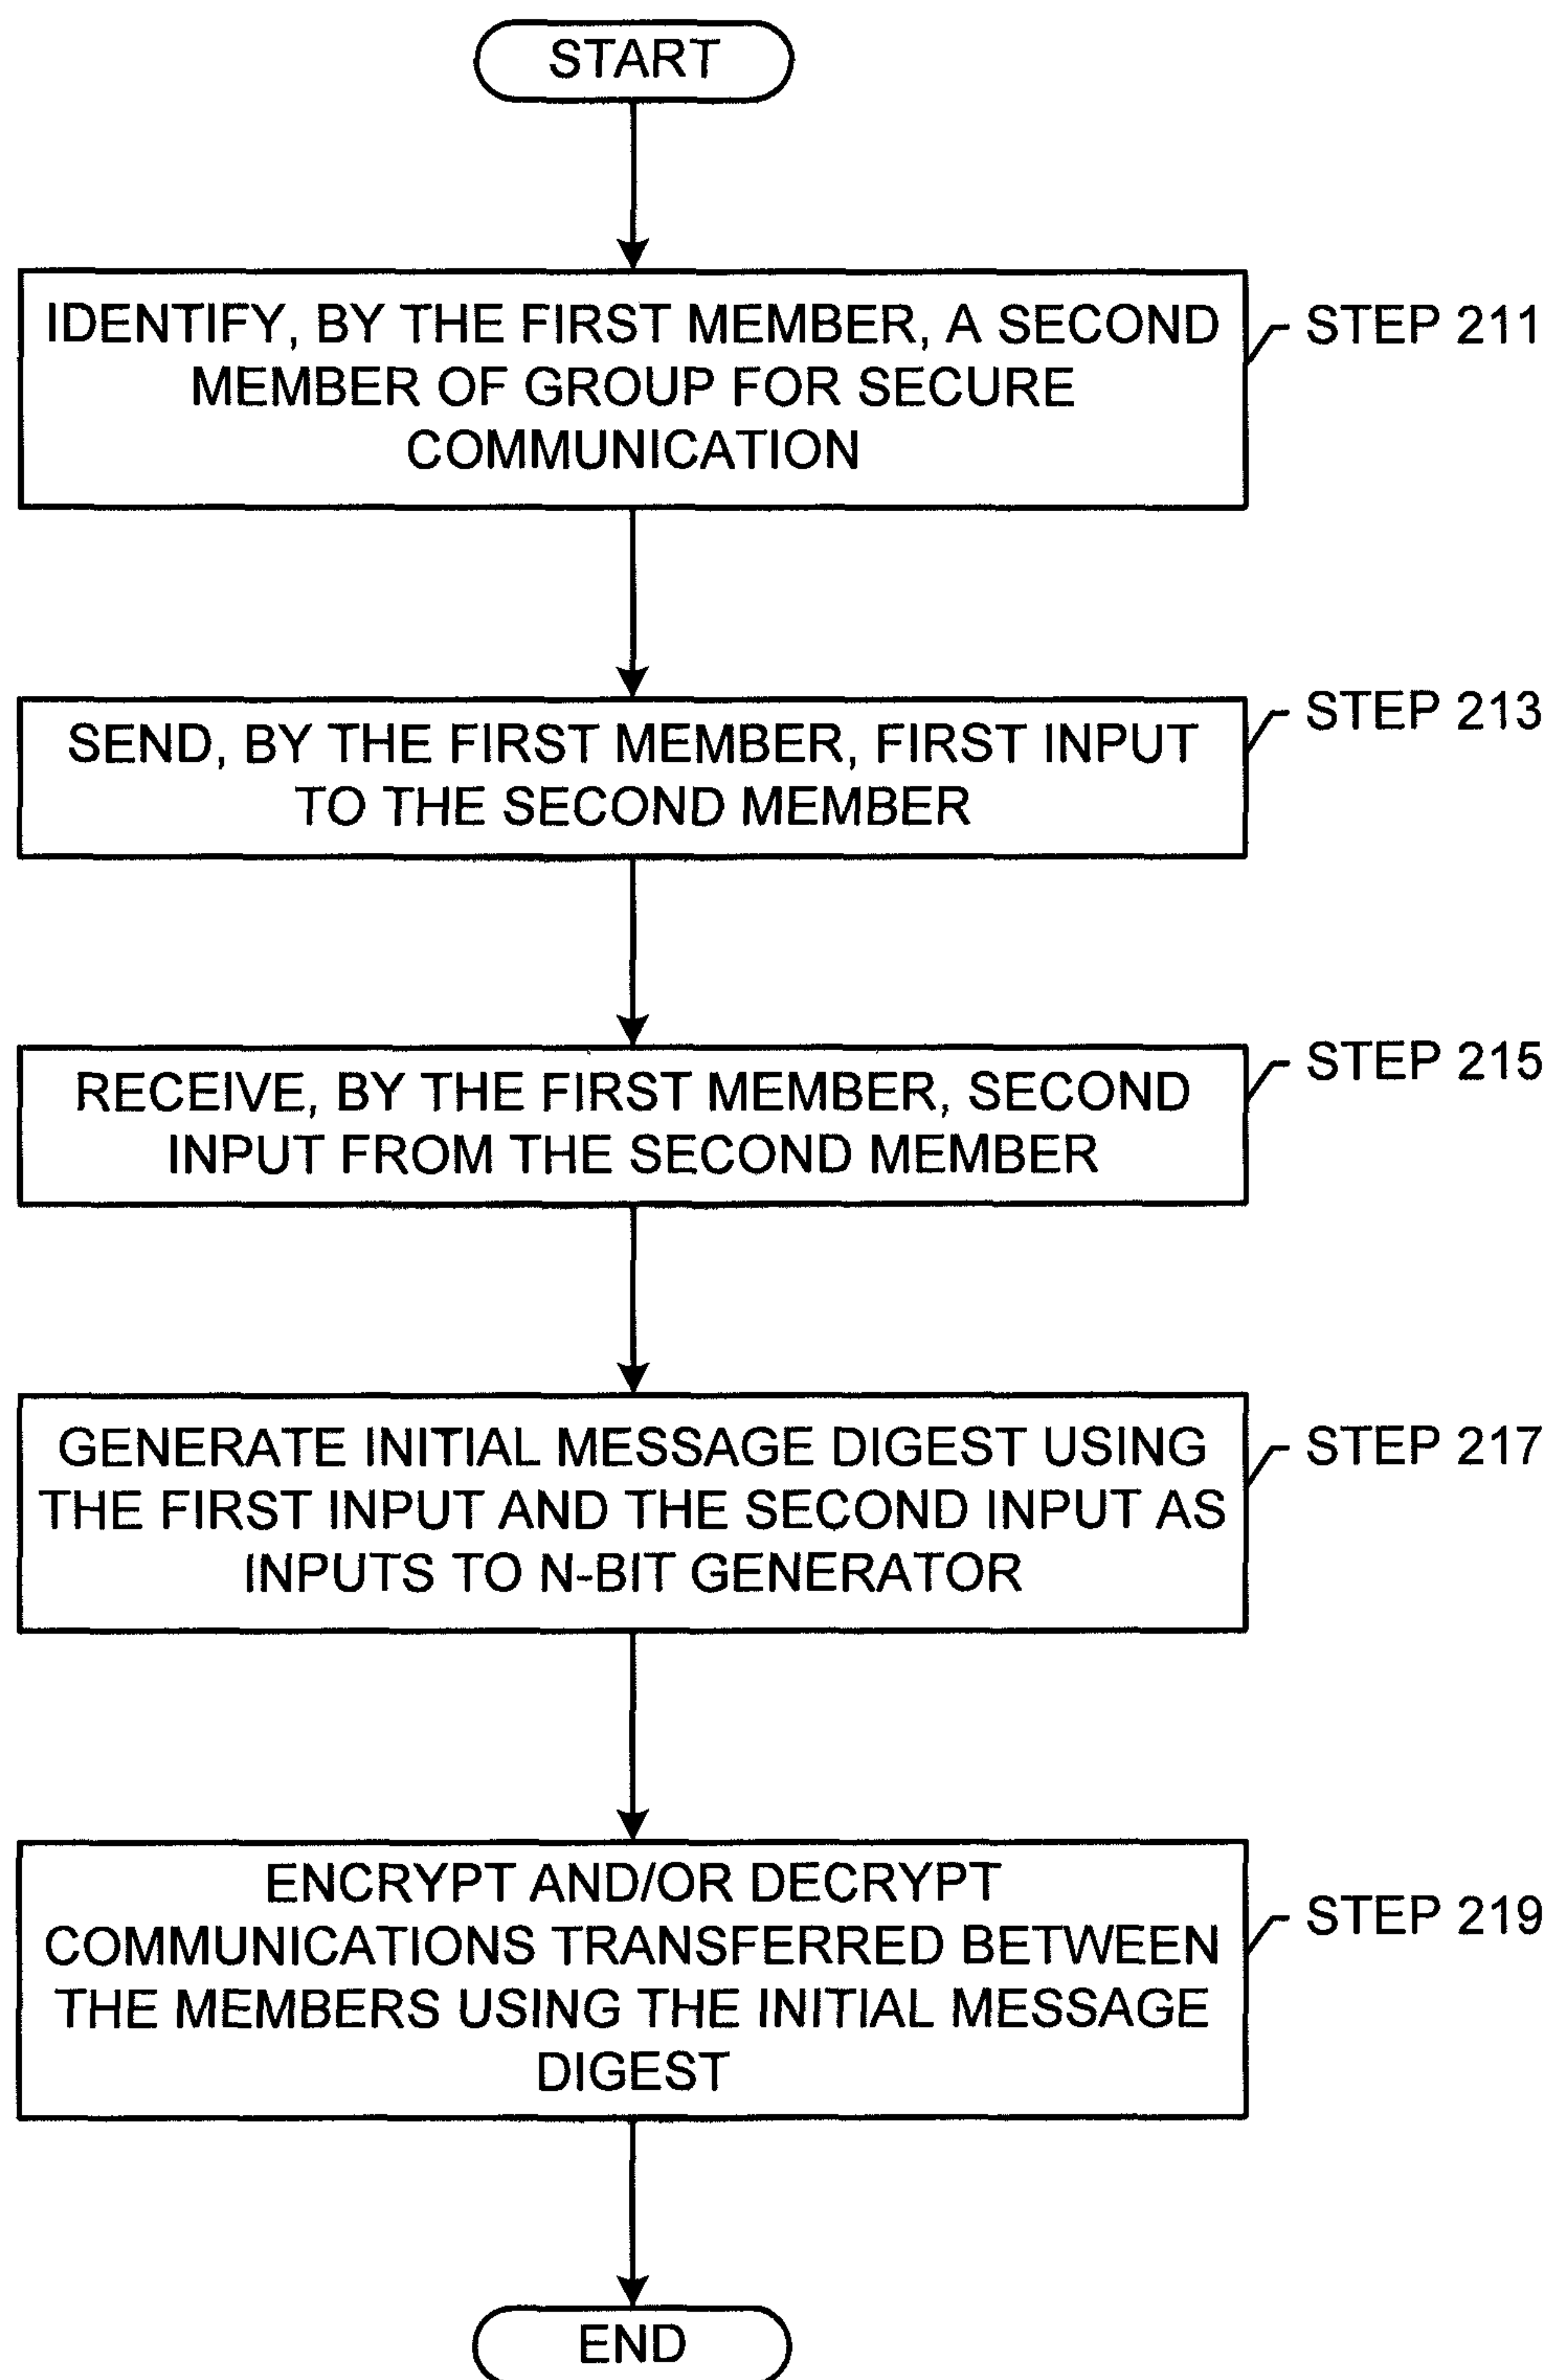 START
IDENTIFY, BY THE FIRST MEMBER, A SECOND
MEMBER OF GROUP FOR SECURE
COMMUNICATION
STEP 211
SEND, BY THE FIRST MEMBER, FIRST INPUT
TO THE SECOND MEMBER
STEP 213
RECEIVE, BY THE FIRST MEMBER, SECOND
INPUT FROM THE SECOND MEMBER
STEP 215
GENERATE INITIAL MESSAGE DIGEST USING
THE FIRST INPUT AND THE SECOND INPUT AS
INPUTS TO N-BIT GENERATOR
STEP 217
ENCRYPT AND/OR DECRYPT
COMMUNICATIONS TRANSFERRED BETWEEN
THE MEMBERS USING THE INITIAL MESSAGE
DIGEST
STEP 219
END